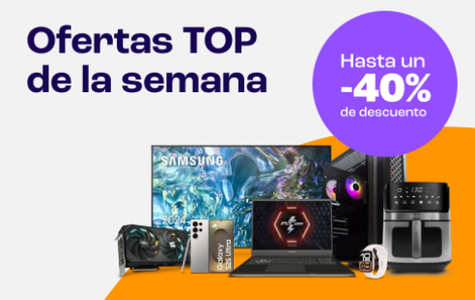 Ofertas TOP
de la semana
Hasta un
-40%
de descuento
SAMSUNG
2024
Galaxy
S25 Ultra